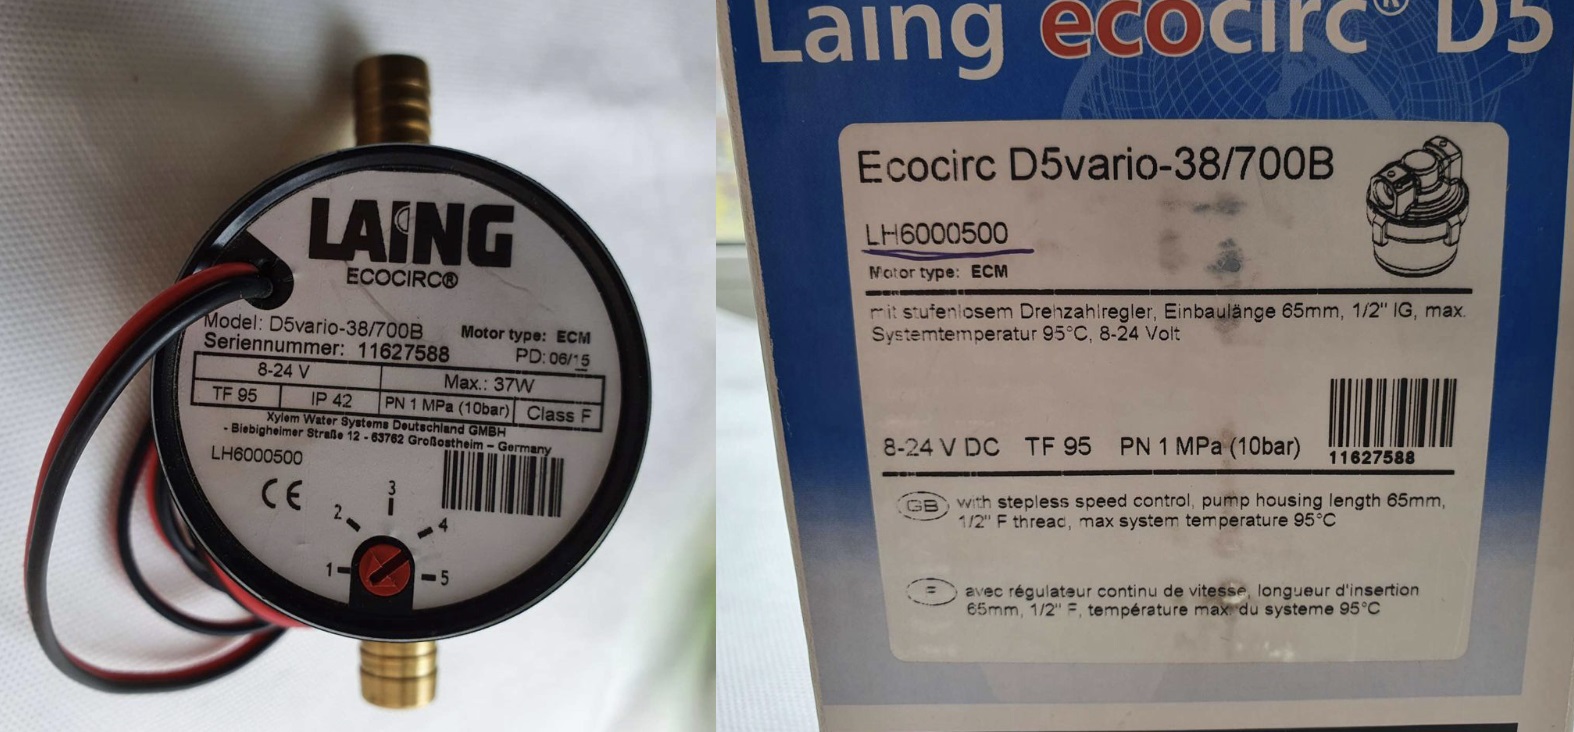 LAING
ECOCIRC®
Model: D5vario-38/700B
Motor type: ECM
Seriennummer: 11627588
PD: 06/15
8-24 V
Max.: 37W
TF 95
IP 42
PN 1 MPa (10bar)
Class F
Xylem Water Systems Deutschland GMBH
- Biebigheimer Straße 12 - 63762 Großostheim – Germany
LH6000500
CE
1
2
3
4
5
Laing ecocirc® D5
Ecocirc D5vario-38/700B
LH6000500
Motor type: ECM
mit stufenlosem Drehzahlregler, Einbaulänge 65mm, 1/2" IG, max.
Systemtemperatur 95°C, 8-24 Volt
8-24 V DC TF 95 PN 1 MPa (10bar)
11627588
GB with stepless speed control, pump housing length 65mm,
1/2" F thread, max system temperature 95°C
F avec régulateur continu de vitesse, longueur d'insertion
65mm, 1/2" F, température max. du systeme 95°C